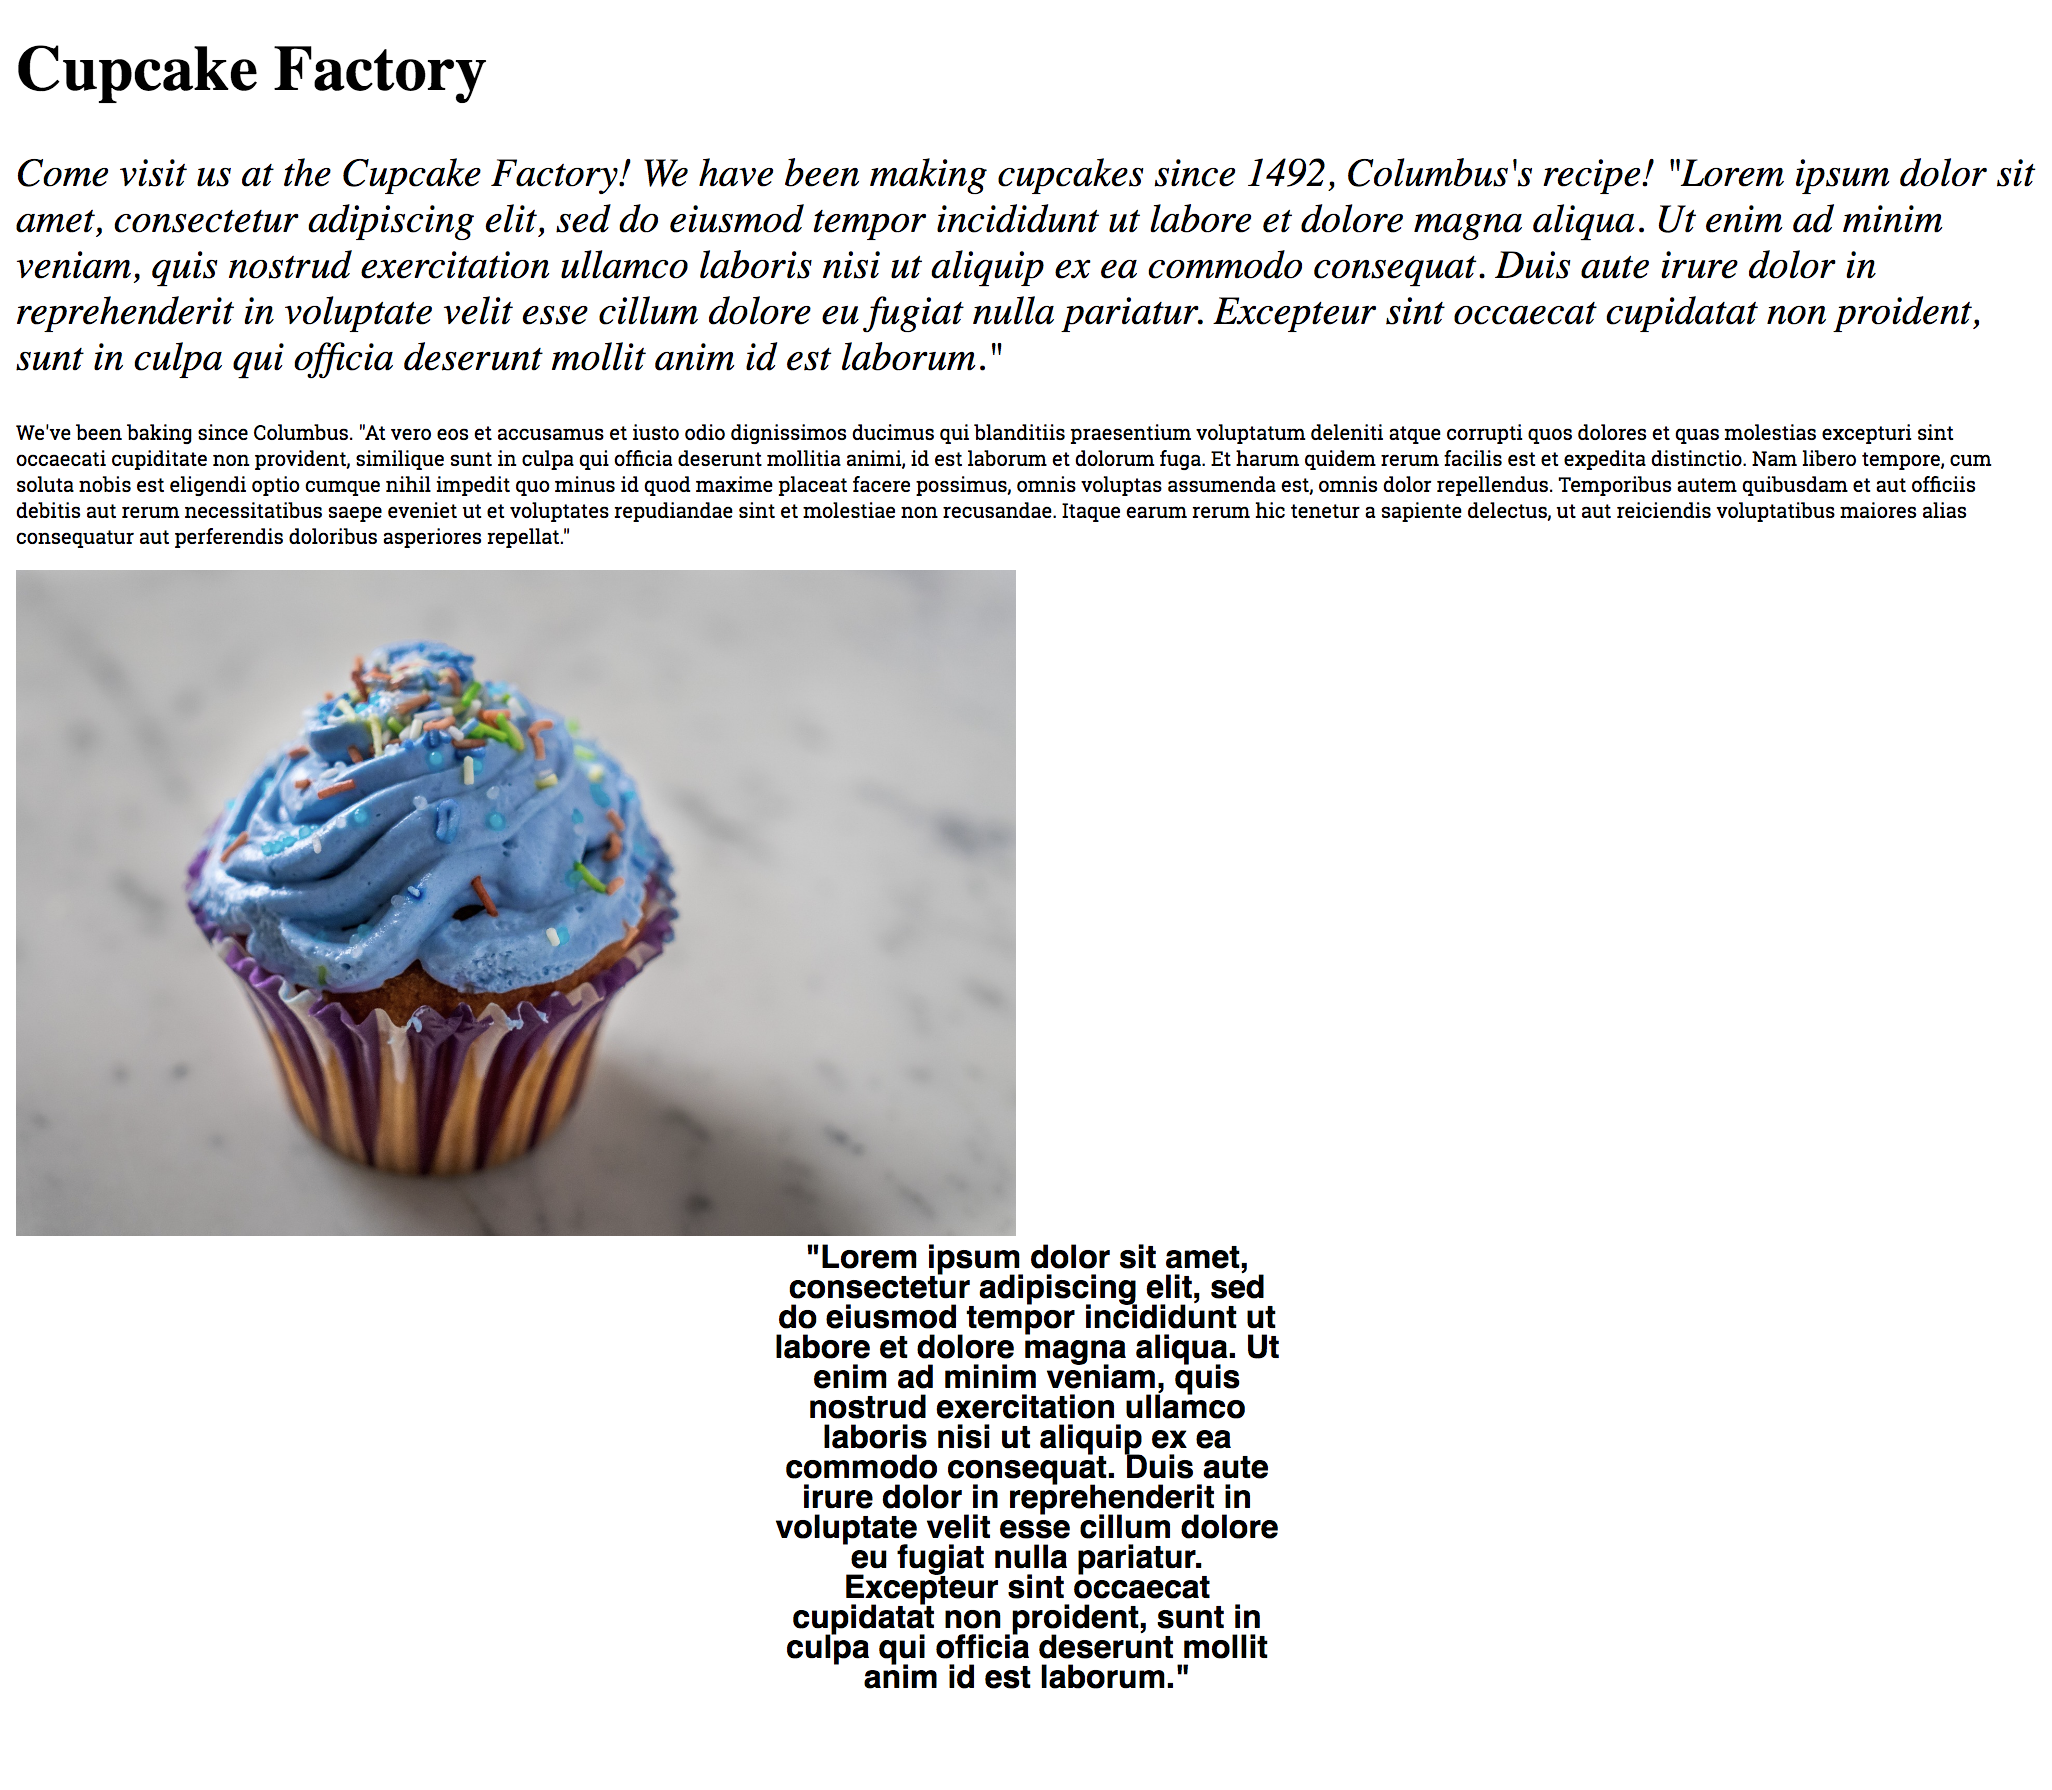 Cupcake Factory
Come visit us at the Cupcake Factory! We have been making cupcakes since 1492, Columbus's recipe! "Lorem ipsum dolor sit
amet, consectetur adipiscing elit, sed do eiusmod tempor incididunt ut labore et dolore magna aliqua. Ut enim ad minim
veniam, quis nostrud exercitation ullamco laboris nisi ut aliquip ex ea commodo consequat. Duis aute irure dolor in
reprehenderit in voluptate velit esse cillum dolore eu fugiat nulla pariatur. Excepteur sint occaecat cupidatat non proident,
sunt in culpa qui officia deserunt mollit anim id est laborum."
We've been baking since Columbus. "At vero eos et accusamus et iusto odio dignissimos ducimus qui blanditiis praesentium voluptatum deleniti atque corrupti quos dolores et quas molestias excepturi sint
occaecati cupiditate non provident, similique sunt in culpa qui officia deserunt mollitia animi, id est laborum et dolorum fuga. Et harum quidem rerum facilis est et expedita distinctio. Nam libero tempore, cum
soluta nobis est eligendi optio cumque nihil impedit quo minus id quod maxime placeat facere possimus, omnis voluptas assumenda est, omnis dolor repellendus. Temporibus autem quibusdam et aut officiis
debitis aut rerum necessitatibus saepe eveniet ut et voluptates repudiandae sint et molestiae non recusandae. Itaque earum rerum hic tenetur a sapiente delectus, ut aut reiciendis voluptatibus maiores alias
consequatur aut perferendis doloribus asperiores repellat."
"Lorem ipsum dolor sit amet,
consectetur adipiscing elit, sed
do eiusmod tempor incididunt ut
labore et dolore magna aliqua. Ut
enim ad minim veniam, quis
nostrud exercitation ullamco
laboris nisi ut aliquip ex ea
commodo consequat. Duis aute
irure dolor in reprehenderit in
voluptate velit esse cillum dolore
eu fugiat nulla pariatur.
Excepteur sint occaecat
cupidatat non proident, sunt in
culpa qui officia deserunt mollit
anim id est laborum."